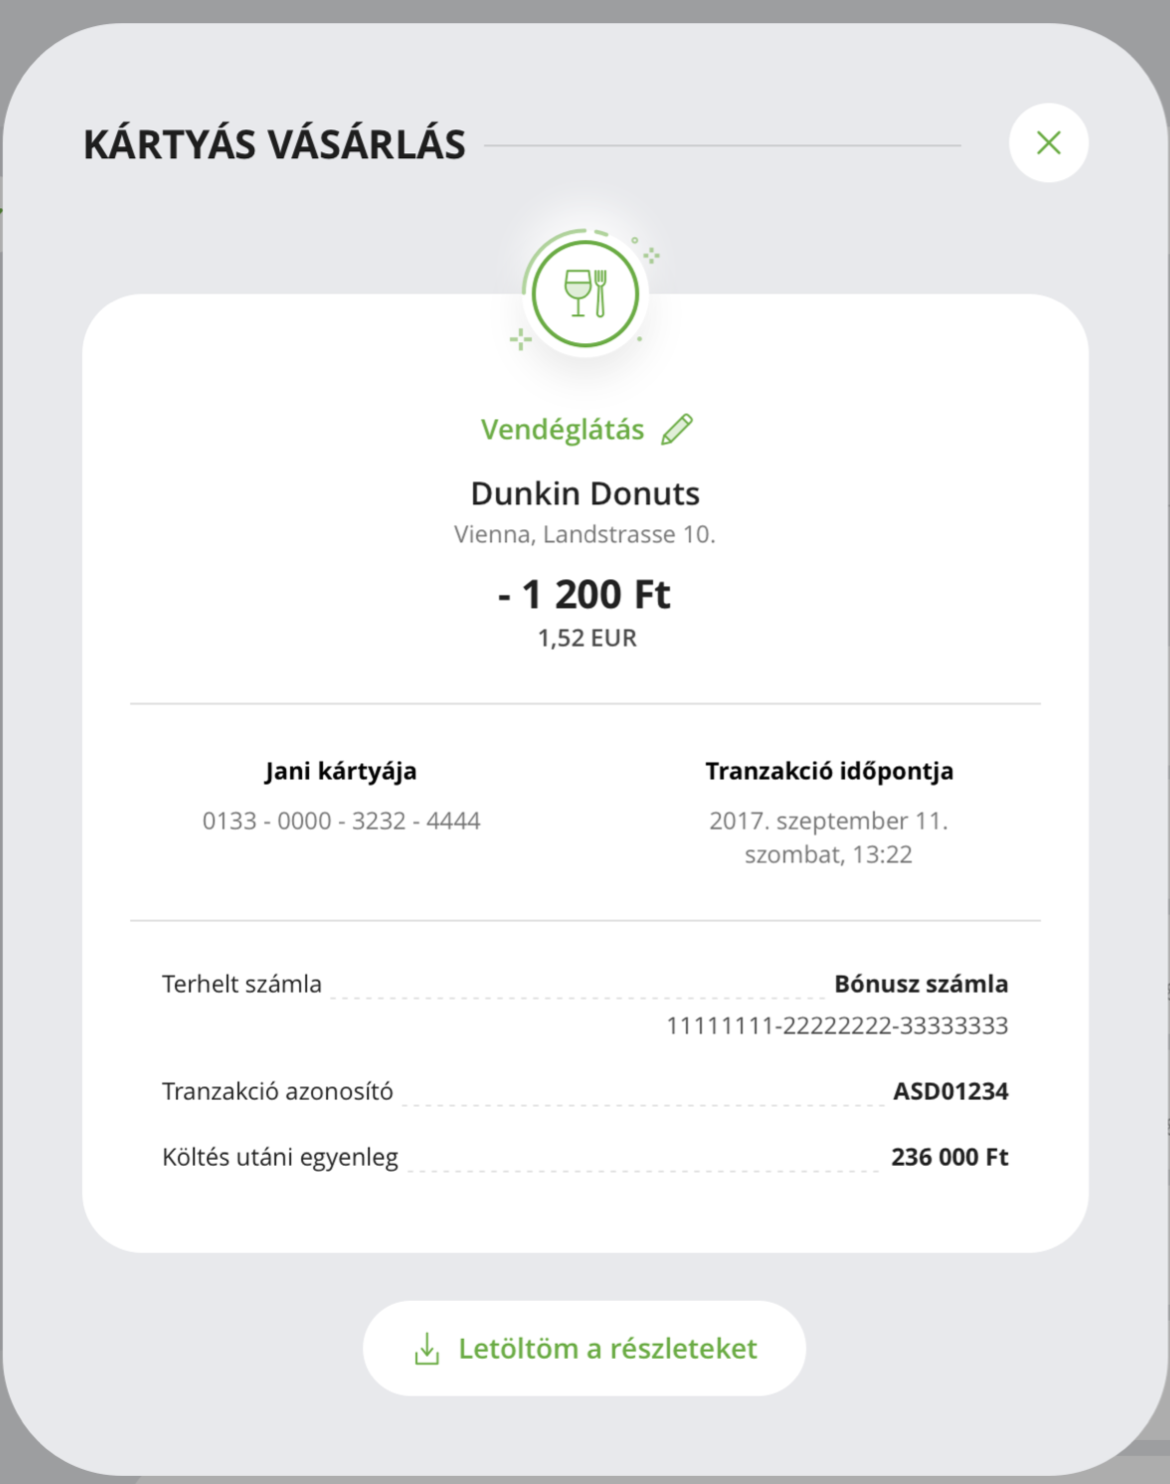 KÁRTYÁS VÁSÁRLÁS
Vendéglátás
Dunkin Donuts
Vienna, Landstrasse 10.
- 1 200 Ft
1,52 EUR
Jani kártyája
0133 - 0000 - 3232 - 4444
Tranzakció időpontja
2017. szeptember 11.
szombat, 13:22
Terhelt számla Bónusz számla
11111111-22222222-33333333
Tranzakció azonosító ASD01234
Költés utáni egyenleg 236 000 Ft
Letöltöm a részleteket